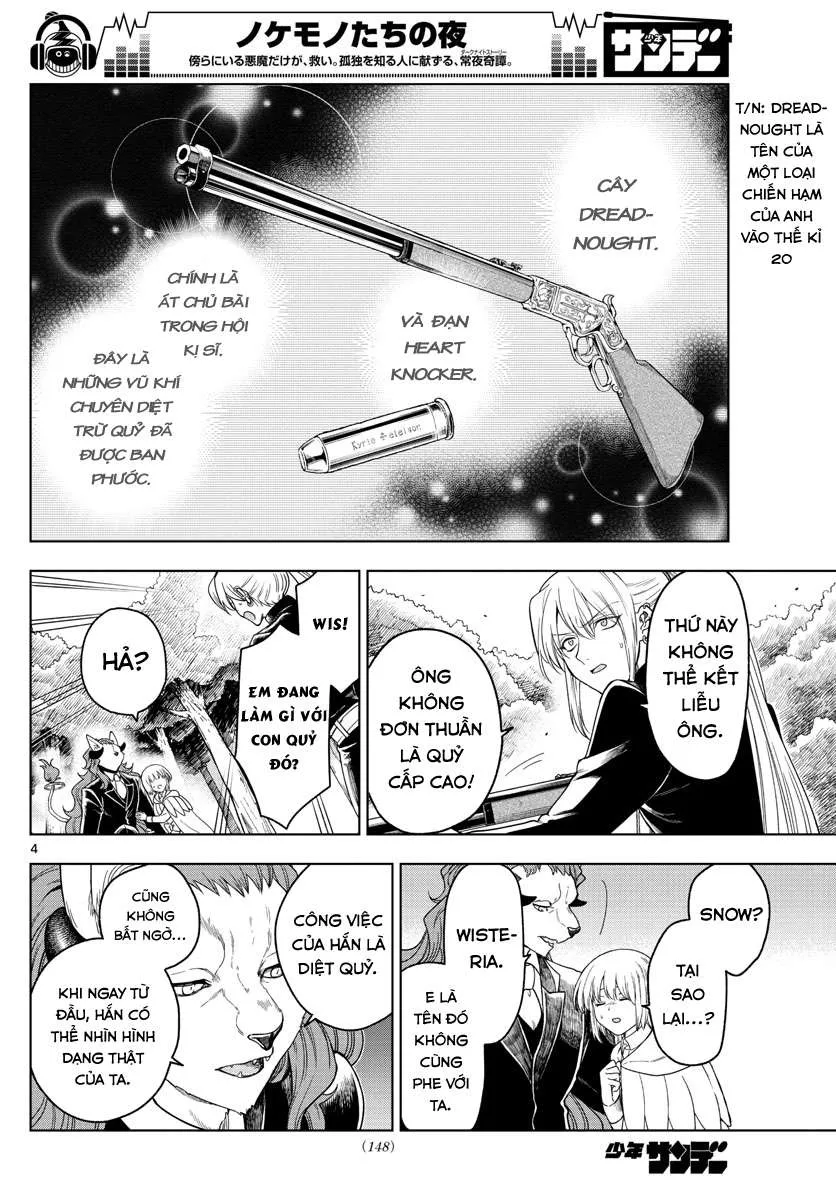 ノケモノたちの夜
ダークナイトストーリー
傍らにいる悪魔だけが、救い。孤独を知る人に献ずる、常夜奇譚。
少年
サンデー
T/N: DREAD-
NOUGHT LÀ
TÊN CỦA
MỘT LOẠI
CHIẾN HẠM
CỦA ANH
VÀO THẾ KỈ
20
CÂY
DREAD-
NOUGHT.
CHÍNH LÀ
ÁT CHỦ BÀI
TRONG HỘI
KỊ SĨ.
VÀ ĐẠN
HEART
KNOCKER.
ĐÂY LÀ
NHỮNG VŨ KHÍ
CHUYÊN DIỆT
TRỪ QUỶ ĐÃ
ĐƯỢC BAN
PHƯỚC.
Kyrie eleison
THỨ NÀY
KHÔNG
THỂ KẾT
LIỄU
ÔNG.
ÔNG
KHÔNG
ĐƠN THUẦN
LÀ QUỶ
CẤP CAO!
WIS!
EM ĐANG
LÀM GÌ VỚI
CON QUỶ
ĐÓ?
HẢ?
4
SNOW?
TẠI
SAO
LẠI...?
WISTE-
RIA.
E LÀ
TÊN ĐÓ
KHÔNG
CÙNG
PHE VỚI
TA.
CÔNG VIỆC
CỦA HẮN LÀ
DIỆT QUỶ.
CŨNG
KHÔNG
BẤT NGỜ...
KHI NGAY TỪ
ĐẦU, HẮN CÓ
THỂ NHÌN HÌNH
DẠNG THẬT
CỦA TA.
(148)
少年サンデー